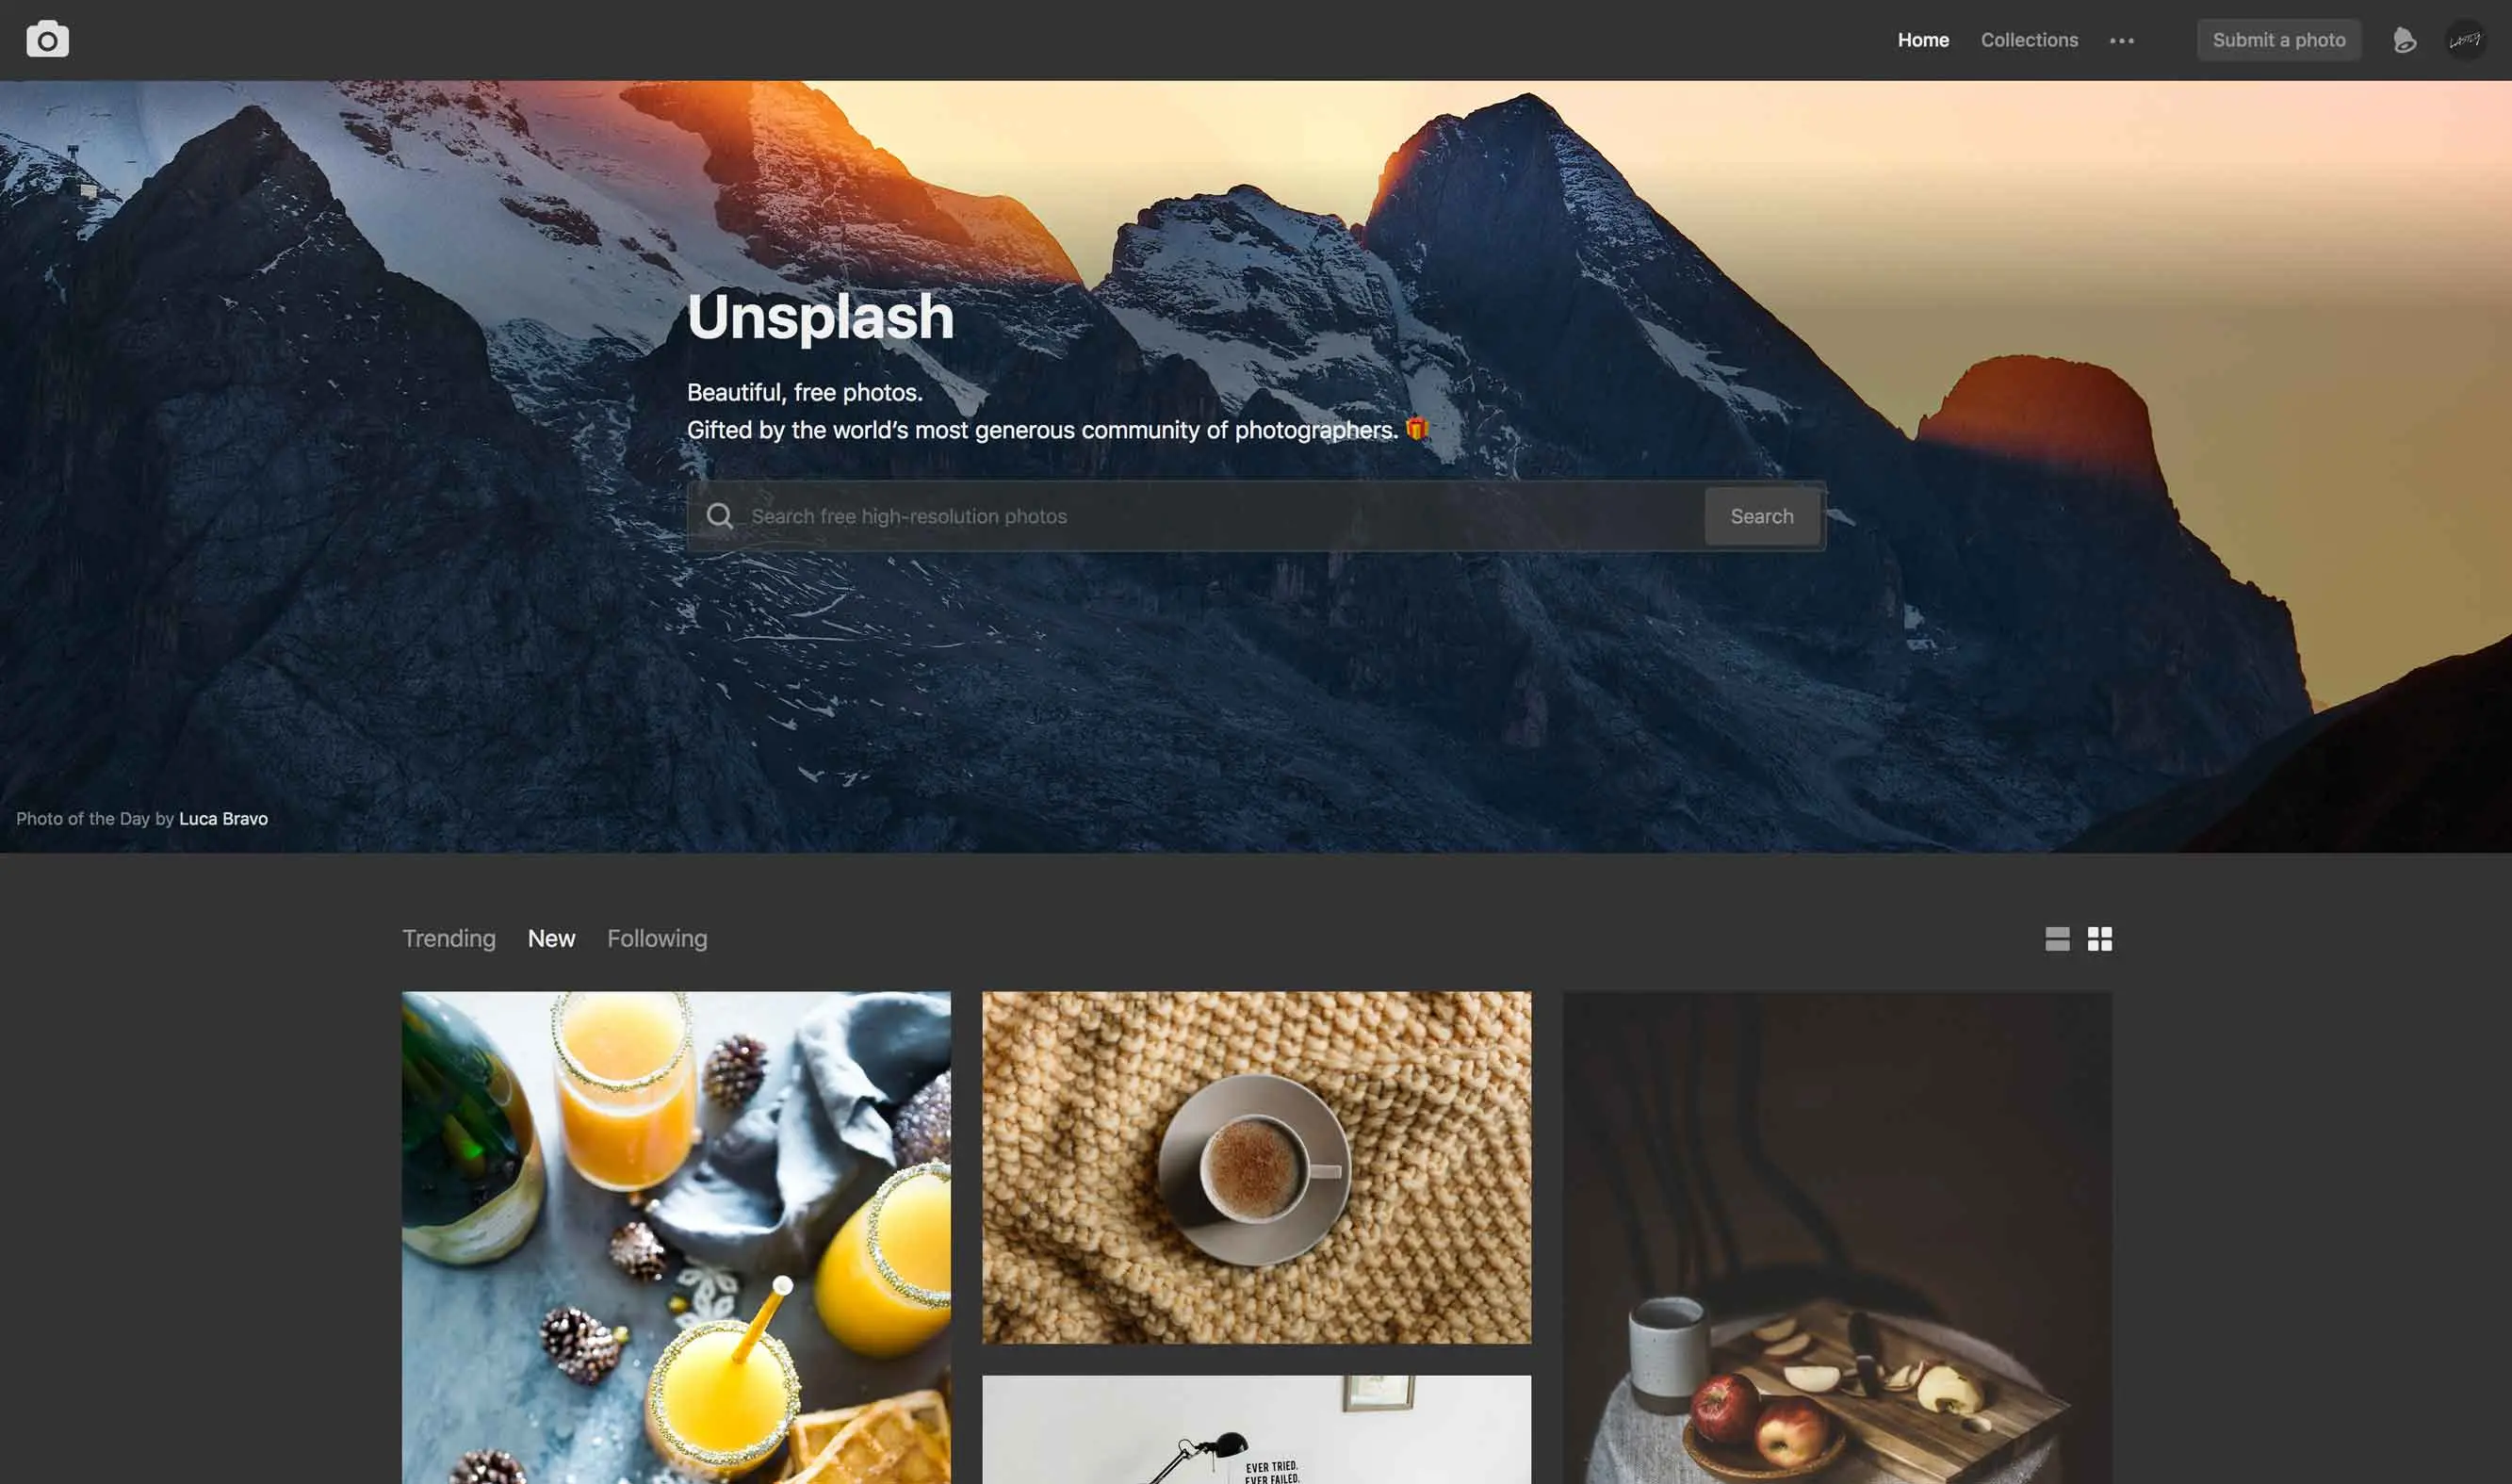 Home Collections Submit a photo
Unsplash
Beautiful, free photos.
Gifted by the world’s most generous community of photographers. 🎁
Search free high-resolution photos Search
Photo of the Day by Luca Bravo
Trending New Following
EVER TRIED.
EVER FAILED.